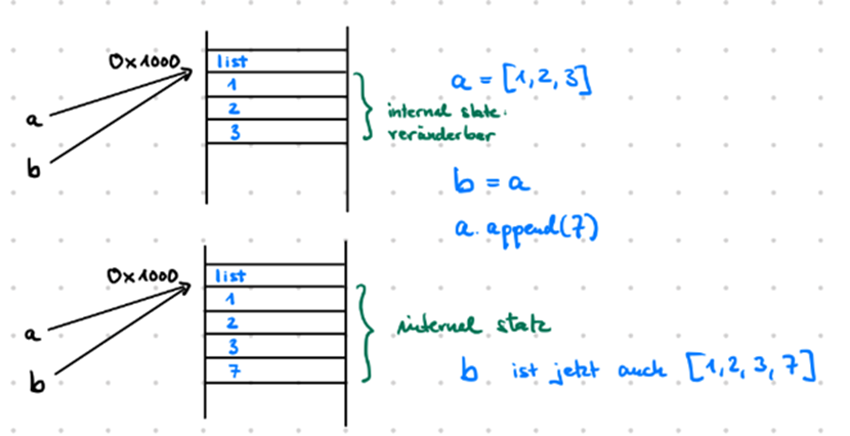 0x1000
list
1
2
3
a
b
a = [1, 2, 3]
internal state:
veränderbar
b = a
a.append(7)
0x1000
list
1
2
3
7
a
b
internal state
b ist jetzt auch [1, 2, 3, 7]